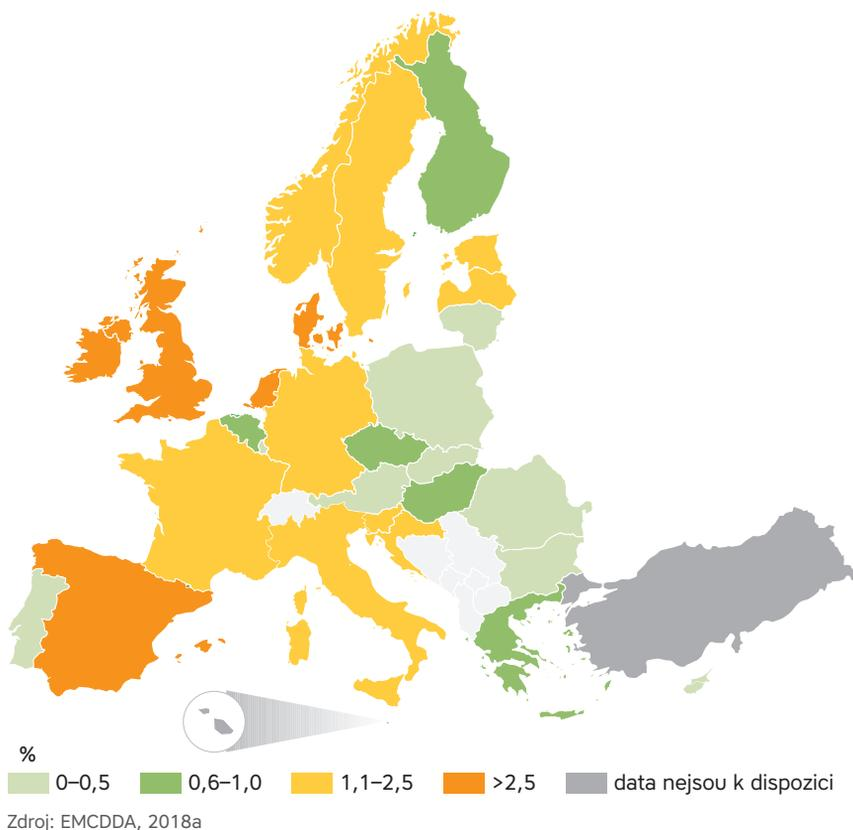 %
0–0,5 0,6–1,0 1,1–2,5 >2,5 data nejsou k dispozici
Zdroj: EMCDDA, 2018a